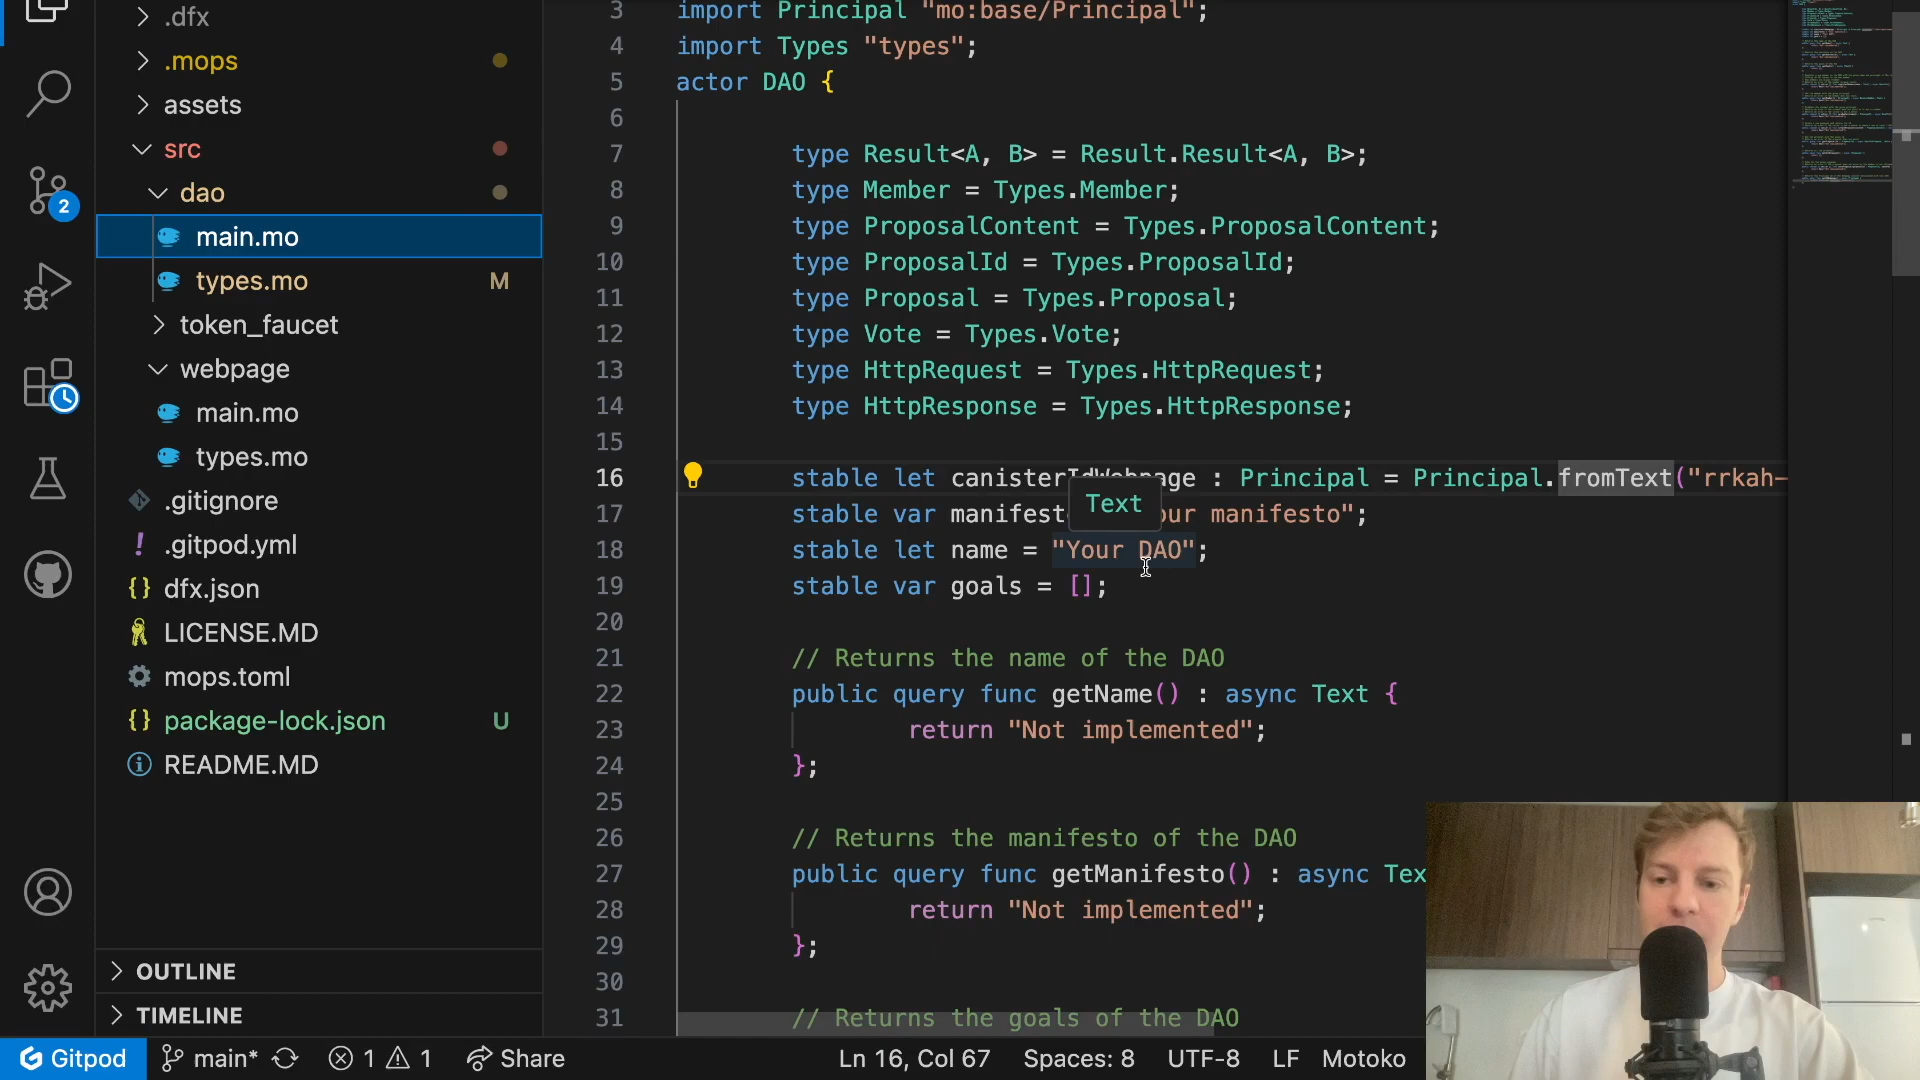 .dfx
.mops
assets
src
dao
main.mo
types.mo M
token_faucet
webpage
main.mo
types.mo
.gitignore
.gitpod.yml
dfx.json
LICENSE.MD
mops.toml
package-lock.json U
README.MD
OUTLINE
TIMELINE
2
3 import Principal "mo:base/Principal";
4 import Types "types";
5 actor DAO {
6
7 type Result<A, B> = Result.Result<A, B>;
8 type Member = Types.Member;
9 type ProposalContent = Types.ProposalContent;
10 type ProposalId = Types.ProposalId;
11 type Proposal = Types.Proposal;
12 type Vote = Types.Vote;
13 type HttpRequest = Types.HttpRequest;
14 type HttpResponse = Types.HttpResponse;
15
16 stable let canisterIdWebpage : Principal = Principal.fromText("rrkah-
Text
17 stable var manifesto our manifesto";
18 stable let name = "Your DAO";
19 stable var goals = [];
20
21 // Returns the name of the DAO
22 public query func getName() : async Text {
23 return "Not implemented";
24 };
25
26 // Returns the manifesto of the DAO
27 public query func getManifesto() : async Tex
28 return "Not implemented";
29 };
30
31 // Returns the goals of the DAO
Gitpod main* 1 1 Share Ln 16, Col 67 Spaces: 8 UTF-8 LF Motoko